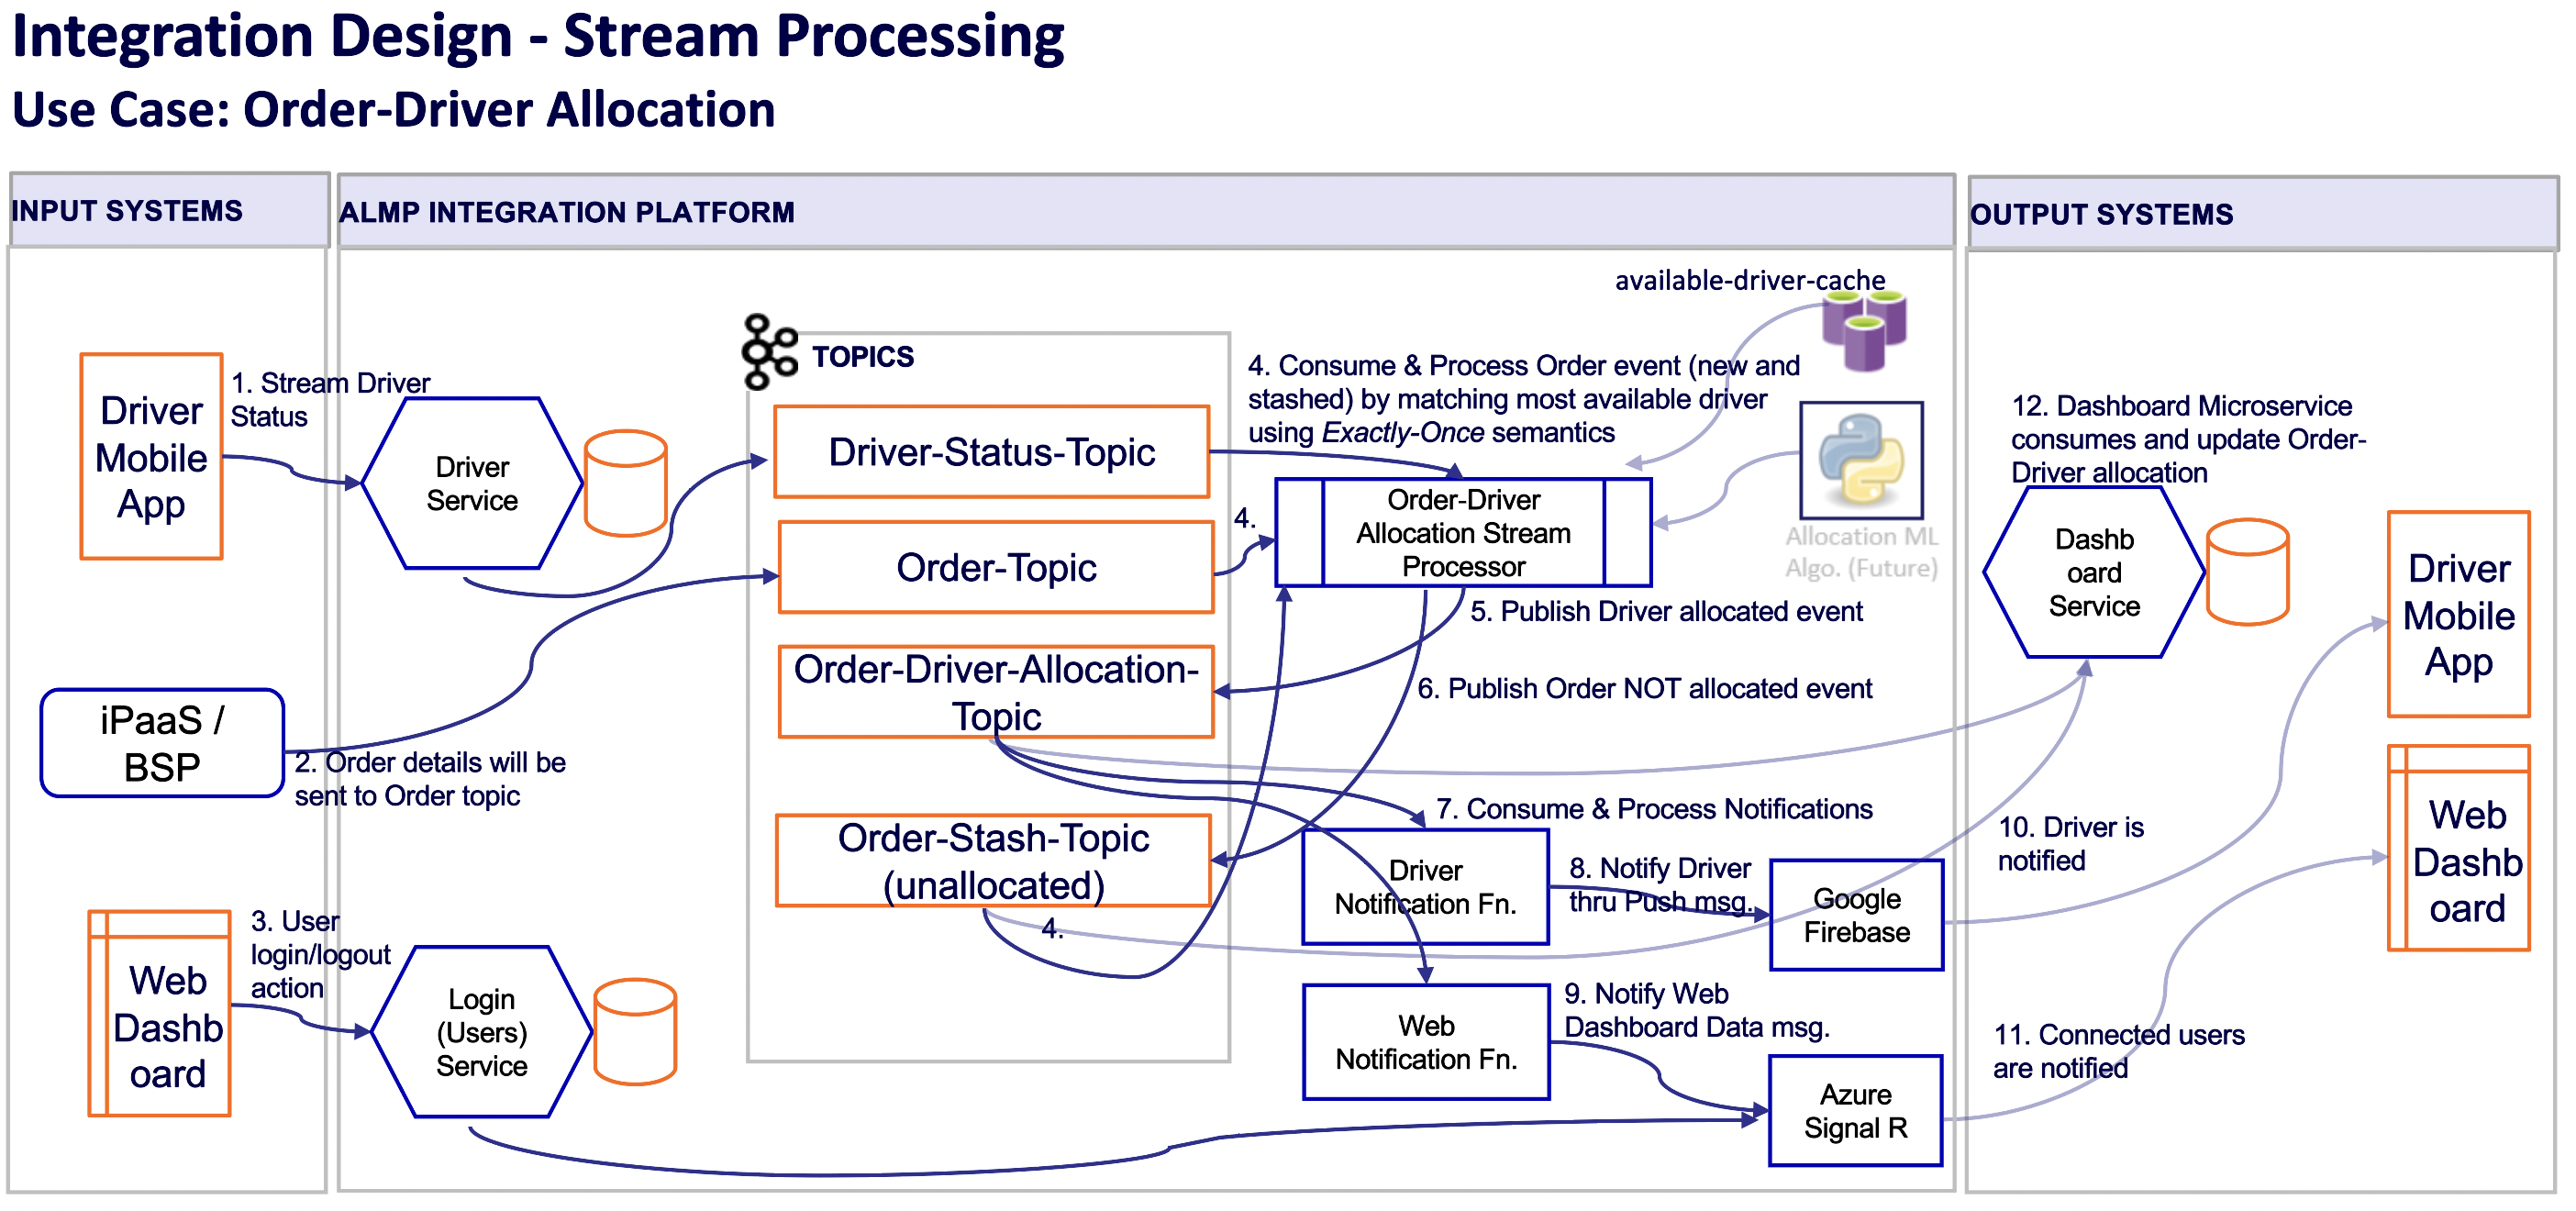 Integration Design - Stream Processing
Use Case: Order-Driver Allocation
INPUT SYSTEMS
ALMP INTEGRATION PLATFORM
OUTPUT SYSTEMS
Driver
Mobile
App
1. Stream Driver
Status
Driver
Service
iPaaS /
BSP
2. Order details will be
sent to Order topic
Web
Dashb
oard
3. User
login/logout
action
Login
(Users)
Service
TOPICS
Driver-Status-Topic
Order-Topic
Order-Driver-Allocation-
Topic
Order-Stash-Topic
(unallocated)
4.
4.
available-driver-cache
4. Consume & Process Order event (new and
stashed) by matching most available driver
using Exactly-Once semantics
Order-Driver
Allocation Stream
Processor
Allocation ML
Algo. (Future)
5. Publish Driver allocated event
6. Publish Order NOT allocated event
7. Consume & Process Notifications
Driver
Notification Fn.
8. Notify Driver
thru Push msg.
Google
Firebase
Web
Notification Fn.
9. Notify Web
Dashboard Data msg.
Azure
Signal R
12. Dashboard Microservice
consumes and update Order-
Driver allocation
Dashb
oard
Service
10. Driver is
notified
11. Connected users
are notified
Driver
Mobile
App
Web
Dashb
oard